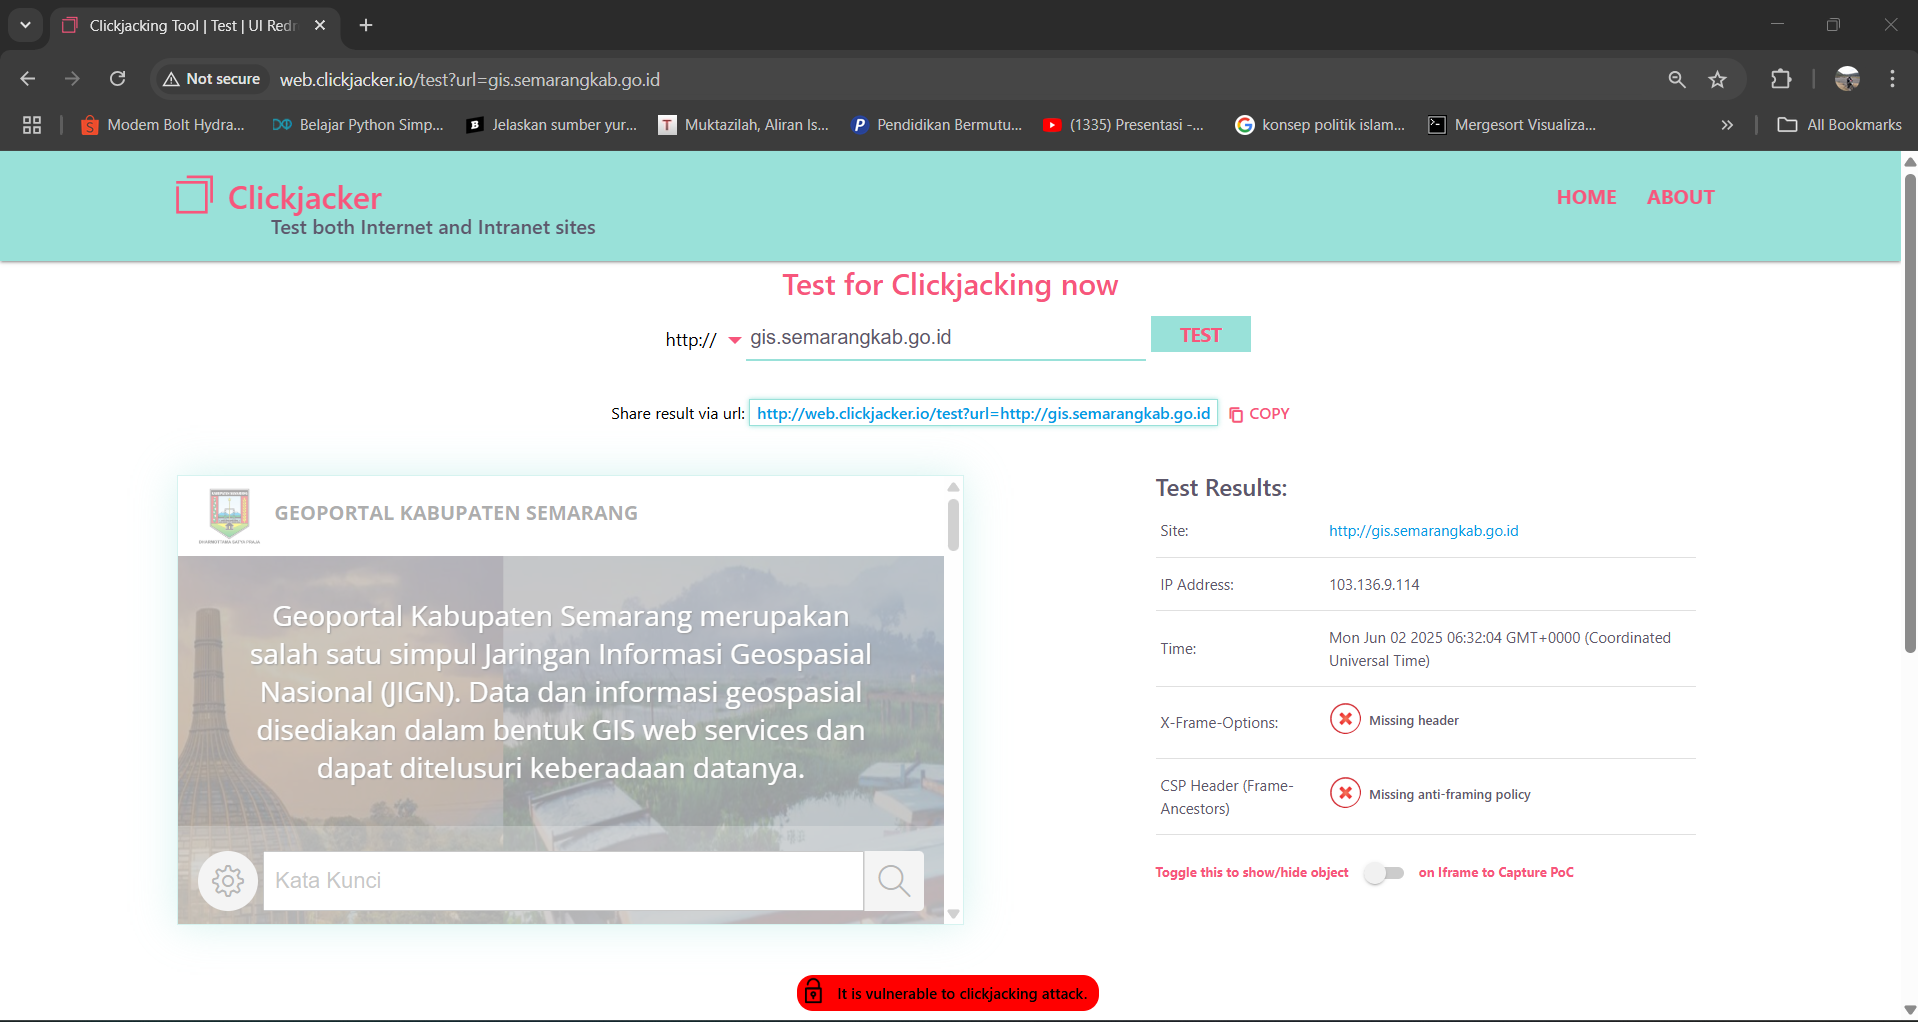 Clickjacking Tool | Test | UI Redr
Not secure
web.clickjacker.io/test?url=gis.semarangkab.go.id
Modem Bolt Hydra...
Belajar Python Simp...
Jelaskan sumber yur...
Muktazilah, Aliran Is...
Pendidikan Bermutu...
(1335) Presentasi -...
konsep politik islam...
Mergesort Visualiza...
All Bookmarks
Clickjacker
Test both Internet and Intranet sites
HOME
ABOUT
Test for Clickjacking now
http://
gis.semarangkab.go.id
TEST
Share result via url: http://web.clickjacker.io/test?url=http://gis.semarangkab.go.id COPY
GEOPORTAL KABUPATEN SEMARANG
Geoportal Kabupaten Semarang merupakan
salah satu simpul Jaringan Informasi Geospasial
Nasional (JIGN). Data dan informasi geospasial
disediakan dalam bentuk GIS web services dan
dapat ditelusuri keberadaan datanya.
Kata Kunci
Test Results:
Site: http://gis.semarangkab.go.id
IP Address: 103.136.9.114
Time: Mon Jun 02 2025 06:32:04 GMT+0000 (Coordinated
Universal Time)
X-Frame-Options: Missing header
CSP Header (Frame-
Ancestors)
Missing anti-framing policy
Toggle this to show/hide object on Iframe to Capture PoC
It is vulnerable to clickjacking attack.